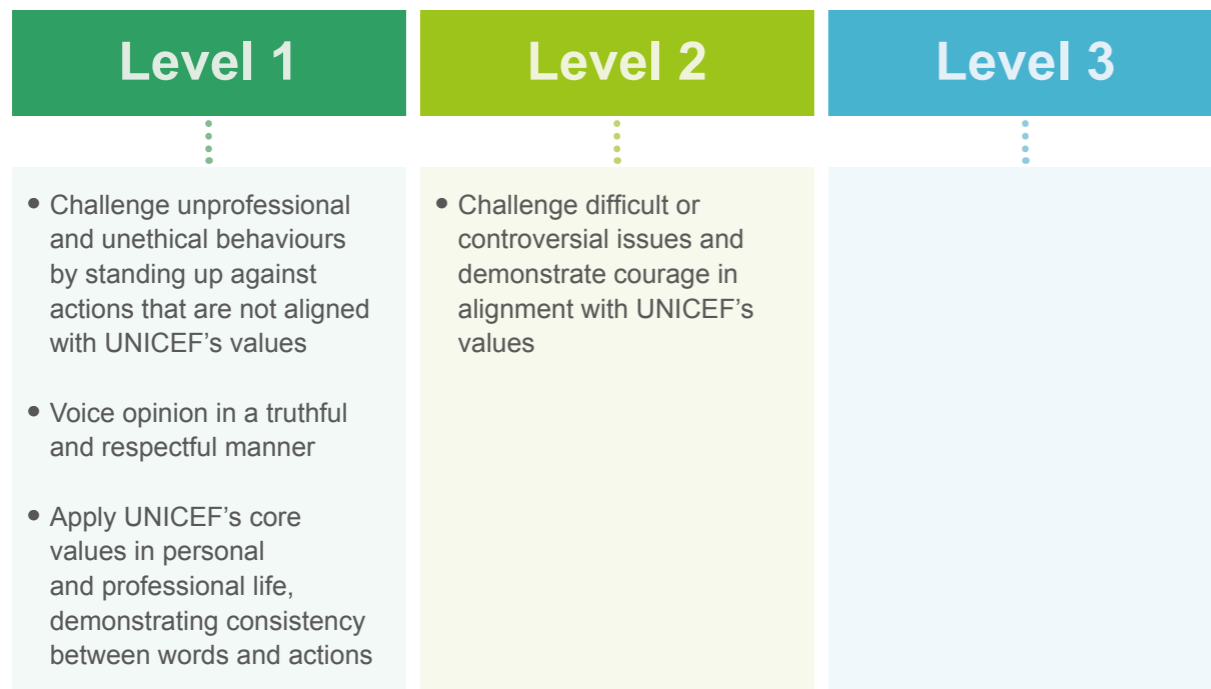 Level 1
• Challenge unprofessional
and unethical behaviours
by standing up against
actions that are not aligned
with UNICEF’s values
• Voice opinion in a truthful
and respectful manner
• Apply UNICEF’s core
values in personal
and professional life,
demonstrating consistency
between words and actions
Level 2
• Challenge difficult or
controversial issues and
demonstrate courage in
alignment with UNICEF’s
values
Level 3